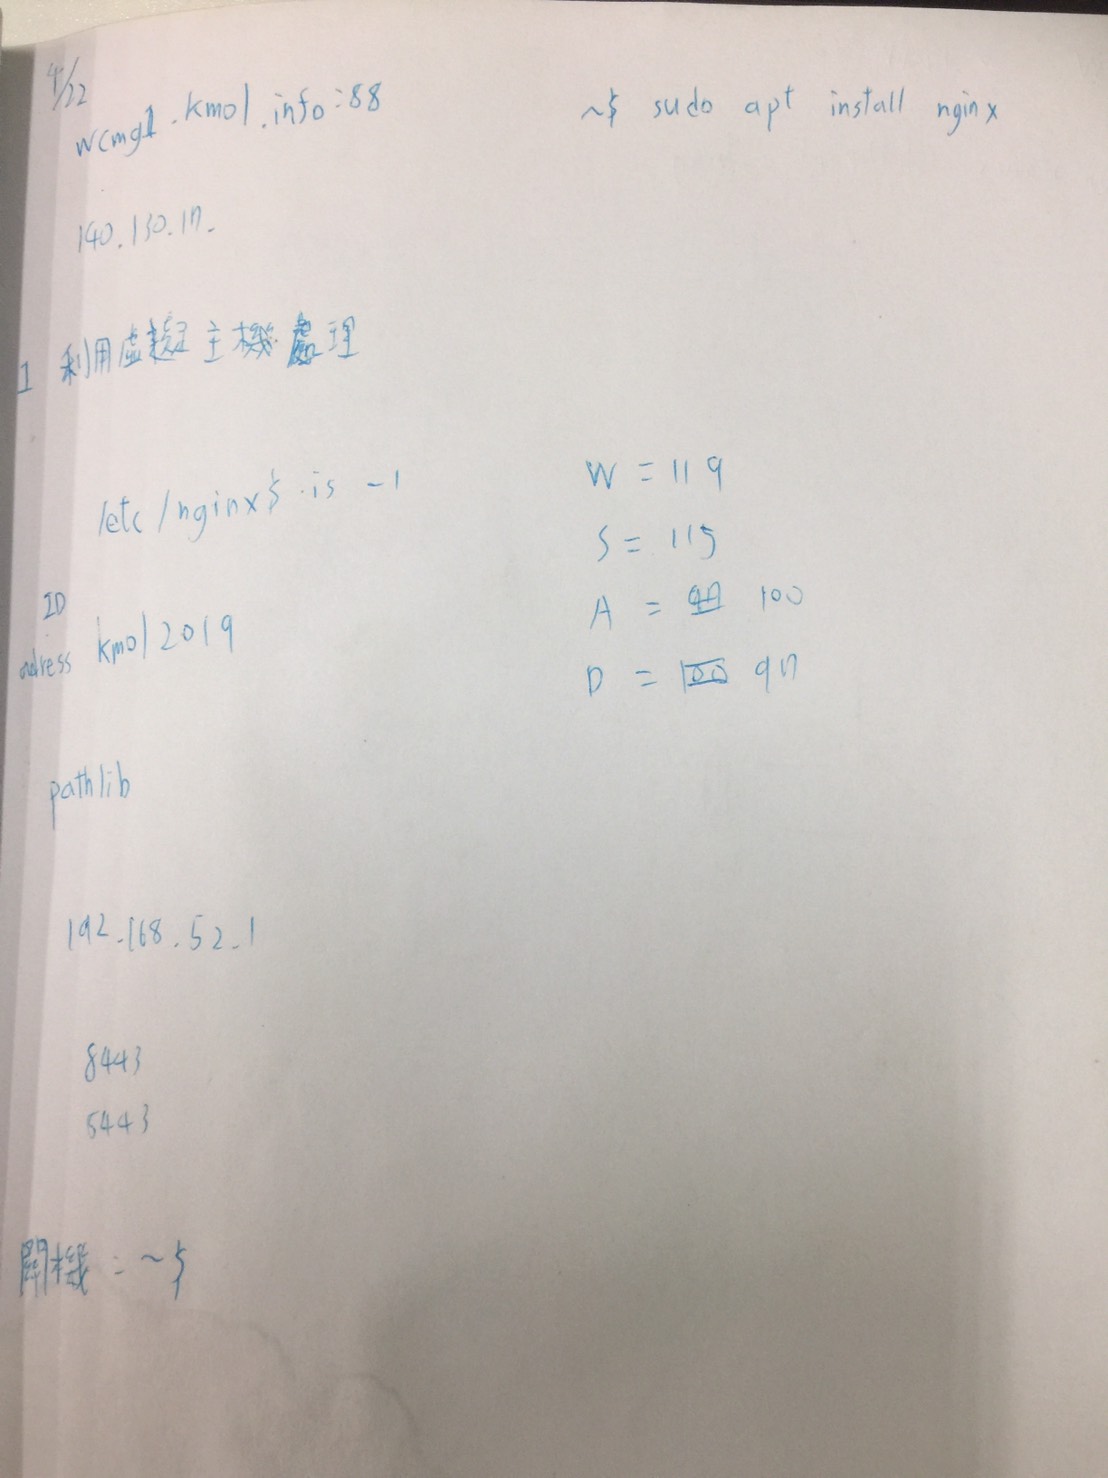 4/22
wcmg1.kmol.info:88
~$ sudo apt install nginx
140.130.17.
1 利用虛擬主機處理
/etc/nginx$ is -1
W = 119
S = 115
A = 97 100
D = 100 97
ID
address kmol2019
pathlib
192.168.52.1
8443
5443
開機:~$